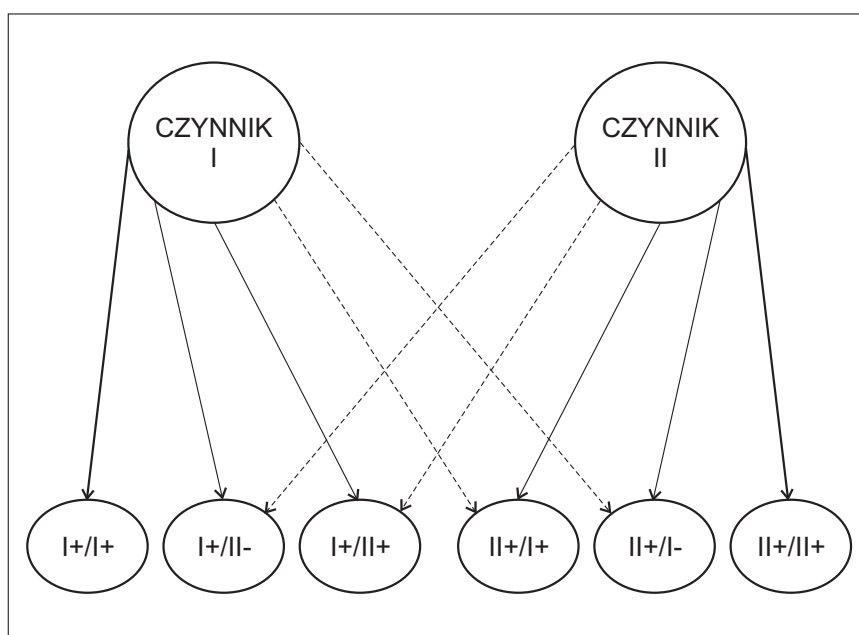 CZYNNIK
I
CZYNNIK
II
I+/I+
I+/II-
I+/II+
II+/I+
II+/I-
II+/II+